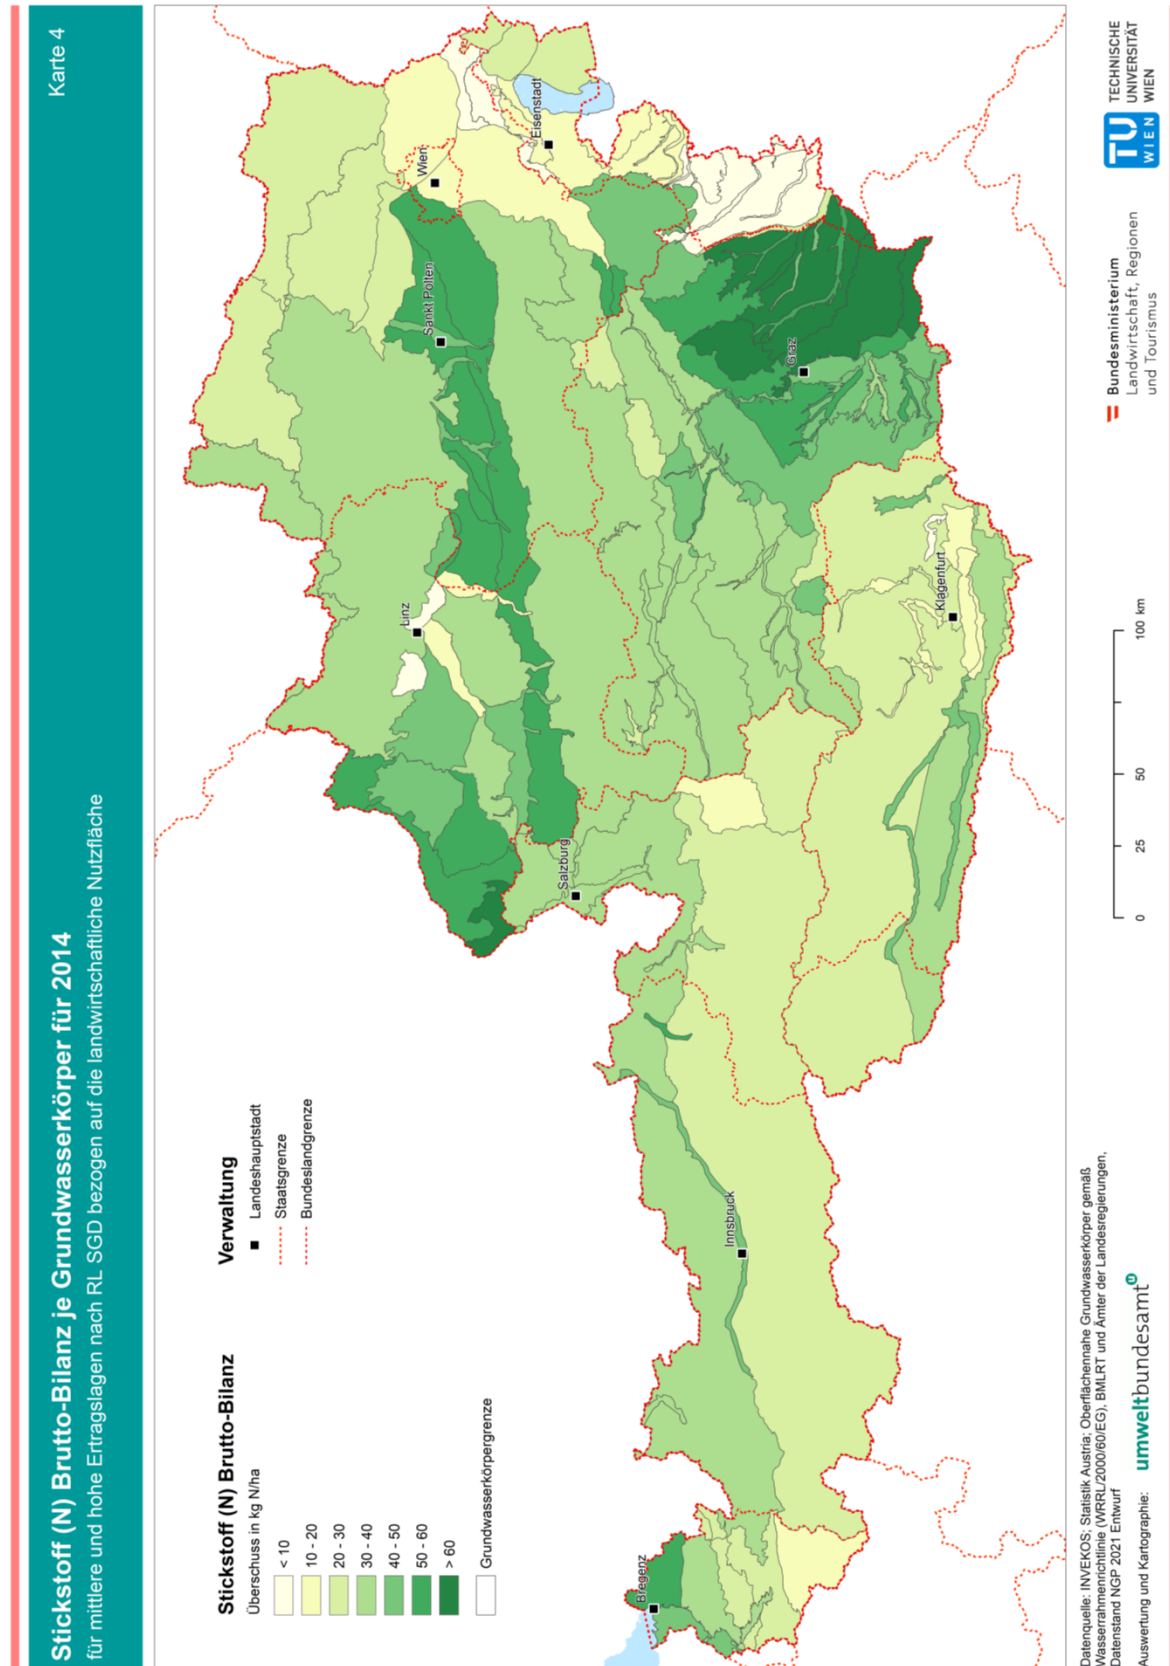 Karte 4
Stickstoff (N) Brutto-Bilanz je Grundwasserkörper für 2014
für mittlere und hohe Ertragslagen nach RL SGD bezogen auf die landwirtschaftliche Nutzfläche
Stickstoff (N) Brutto-Bilanz
Überschuss in kg N/ha
< 10
10 - 20
20 - 30
30 - 40
40 - 50
50 - 60
> 60
Grundwasserkörpergrenze
Verwaltung
Landeshauptstadt
Staatsgrenze
Bundeslandgrenze
Bregenz
Innsbruck
Salzburg
Linz
Sankt Pölten
Wien
Eisenstadt
Graz
Klagenfurt
0
25
50
100 km
Datenquelle: INVEKOS; Statistik Austria; Oberflächennahe Grundwasserkörper gemäß
Wasserrahmenrichtlinie (WRRL/2000/60/EG), BMLRT und Ämter der Landesregierungen,
Datenstand NGP 2021 Entwurf
Auswertung und Kartographie:
umweltbundesamt
Bundesministerium
Landwirtschaft, Regionen
und Tourismus
TU
WIEN
TECHNISCHE
UNIVERSITÄT
WIEN